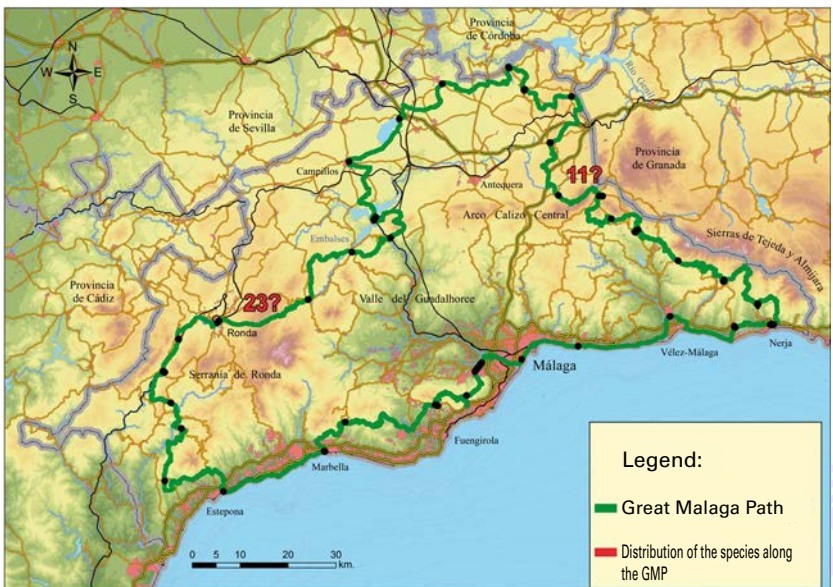 N
W E
S
Provincia
de Córdoba
Río Genil
Provincia
de Sevilla
Provincia
de Granada
Campillos
Antequera
11?
Arco Calizo Central
Embalses
Sierras de Tejeda y Almijara
Provincia
de Cádiz
23?
Valle del Guadalhorce
Ronda
Nerja
Vélez-Málaga
Málaga
Serranía de Ronda
Fuengirola
Marbella
Estepona
0 5 10 20 30
km.
Legend:
Great Malaga Path
Distribution of the species along
the GMP